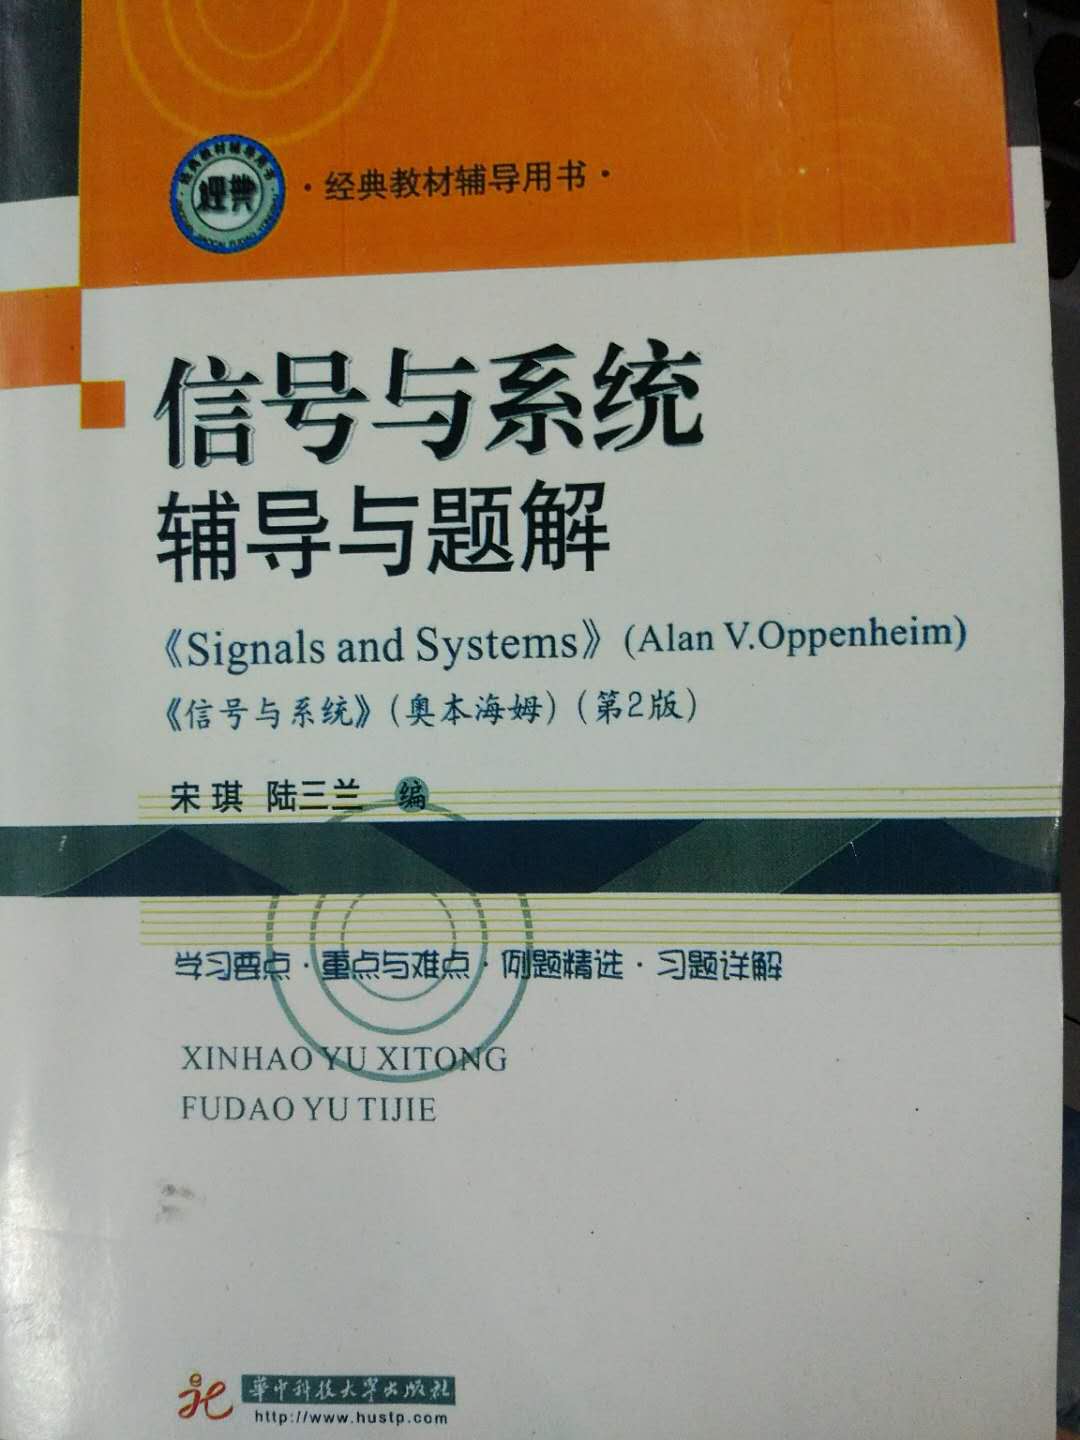 ·经典教材辅导用书·
经典
信号与系统
辅导与题解
《Signals and Systems》(Alan V.Oppenheim)
《信号与系统》(奥本海姆)(第2版)
宋琪 陆三兰 编
学习要点·重点与难点·例题精选·习题详解
XINHAO YU XITONG
FUDAO YU TIJIE
华中科技大学出版社
http://www.hustp.com